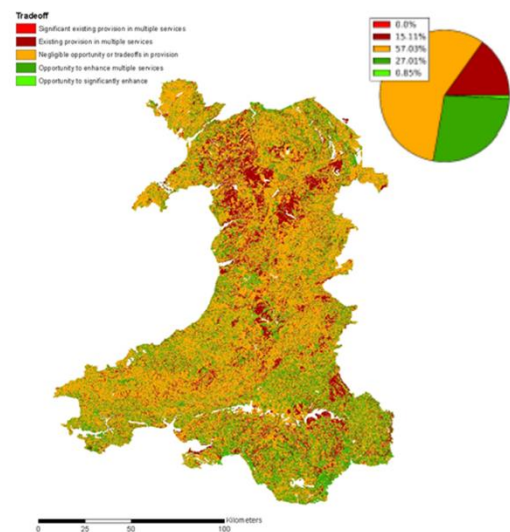 Tradeoff
Significant existing provision in multiple services
Existing provision in multiple services
Negligible opportunity or tradeoffs in provision
Opportunity to enhance multiple services
Opportunity to significantly enhance
0.0%
15.11%
57.03%
27.01%
0.85%
Kilometers
0 25 50 100